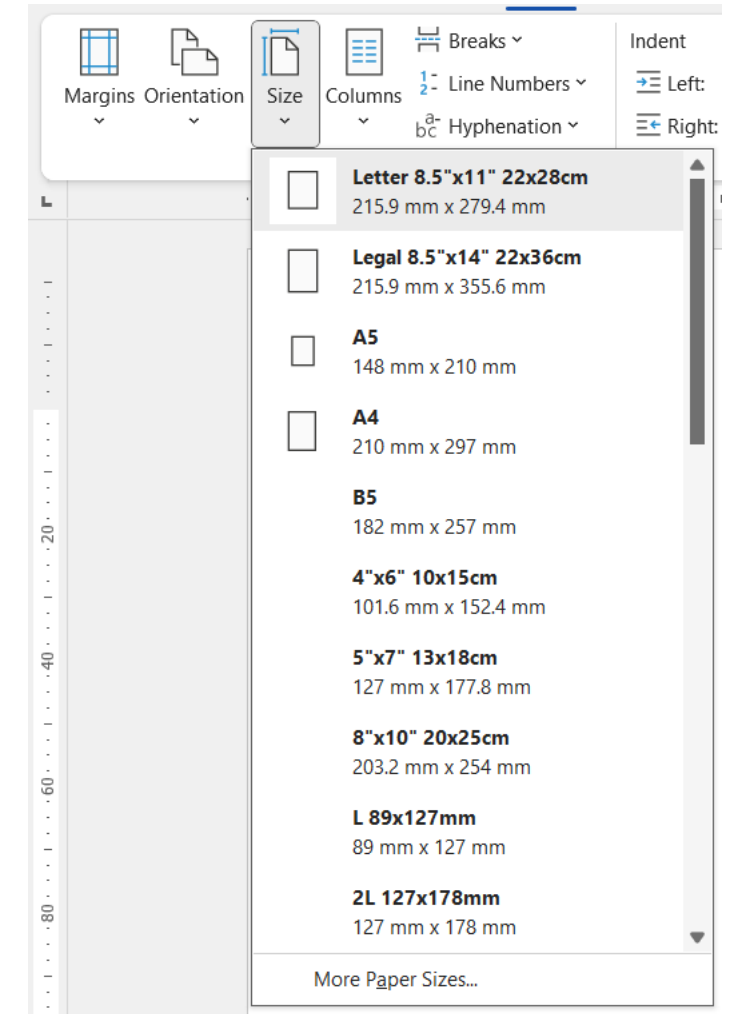 Margins
Orientation
Size
Columns
Breaks
Line Numbers
Hyphenation
Indent
Left:
Right:
Letter 8.5"x11" 22x28cm
215.9 mm x 279.4 mm
Legal 8.5"x14" 22x36cm
215.9 mm x 355.6 mm
A5
148 mm x 210 mm
A4
210 mm x 297 mm
B5
182 mm x 257 mm
4"x6" 10x15cm
101.6 mm x 152.4 mm
5"x7" 13x18cm
127 mm x 177.8 mm
8"x10" 20x25cm
203.2 mm x 254 mm
L 89x127mm
89 mm x 127 mm
2L 127x178mm
127 mm x 178 mm
More Paper Sizes...
20
40
60
80